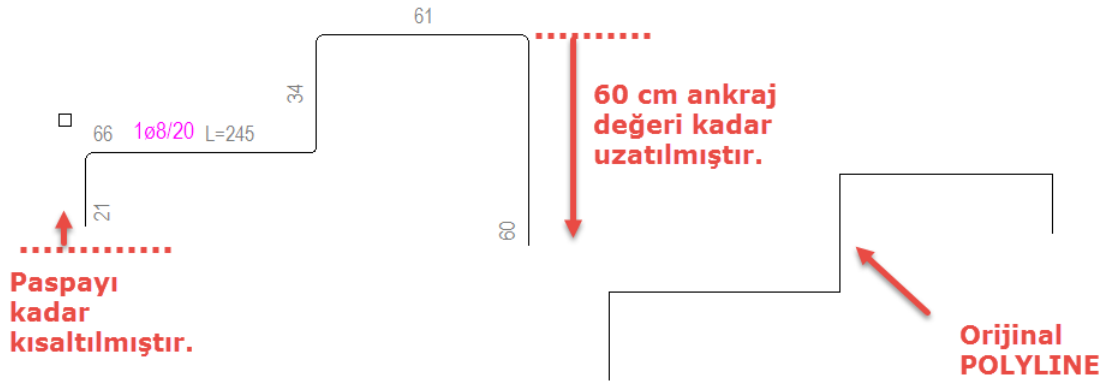 61
34
60 cm ankraj
değeri kadar
uzatılmıştır.
66 1ø8/20 L=245
21
60
Paspayı
kadar
kısaltılmıştır.
Orijinal
POLYLINE